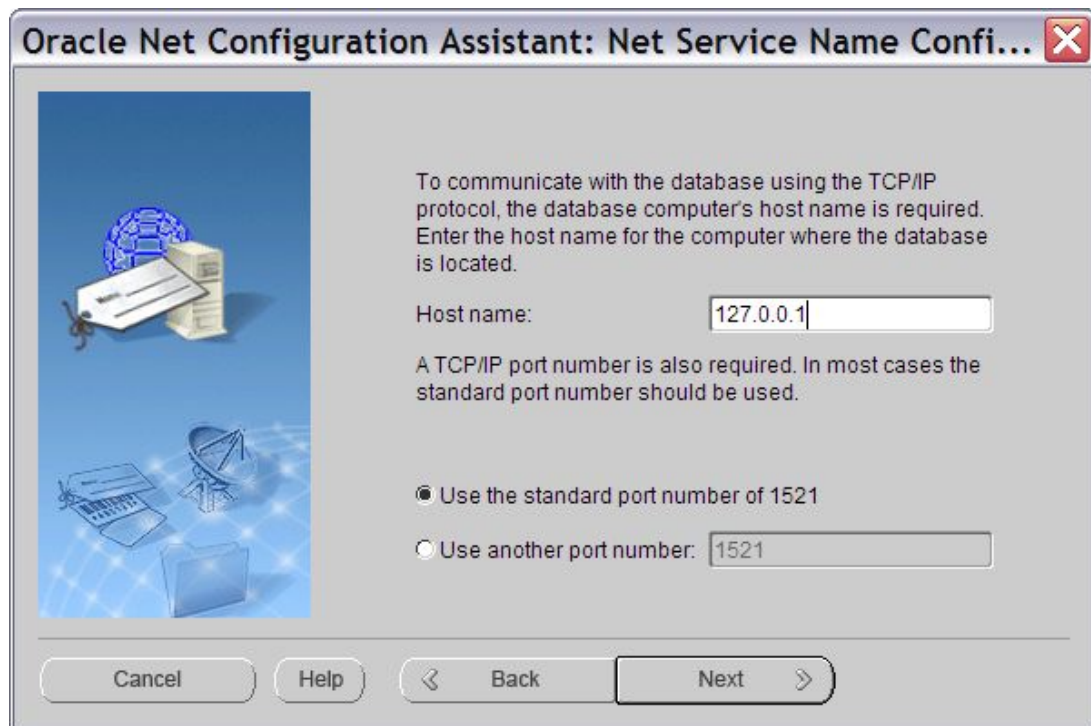 Oracle Net Configuration Assistant: Net Service Name Confi...
To communicate with the database using the TCP/IP
protocol, the database computer's host name is required.
Enter the host name for the computer where the database
is located.
Host name: 127.0.0.1
A TCP/IP port number is also required. In most cases the
standard port number should be used.
Use the standard port number of 1521
Use another port number: 1521
Cancel Help Back Next